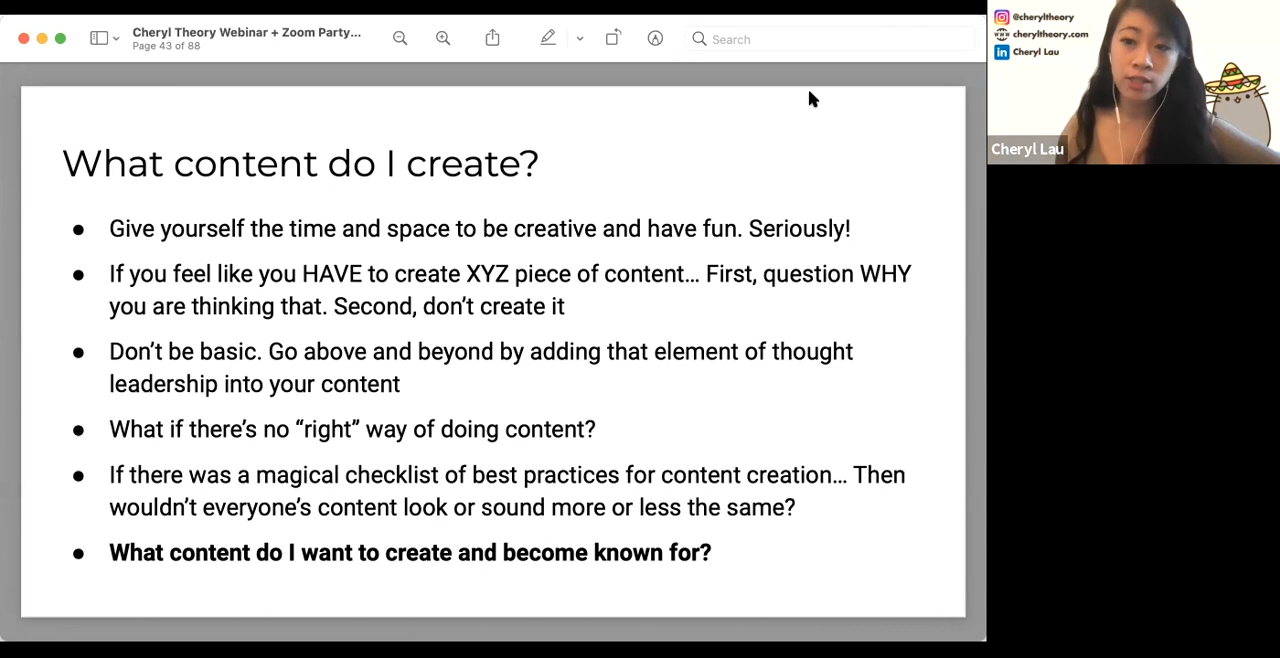 Cheryl Theory Webinar + Zoom Party...
Page 43 of 88
Search
@cheryltheory
cheryltheory.com
in Cheryl Lau
Cheryl Lau
What content do I create?
● Give yourself the time and space to be creative and have fun. Seriously!
● If you feel like you HAVE to create XYZ piece of content... First, question WHY
you are thinking that. Second, don’t create it
● Don’t be basic. Go above and beyond by adding that element of thought
leadership into your content
● What if there’s no “right” way of doing content?
● If there was a magical checklist of best practices for content creation... Then
wouldn’t everyone’s content look or sound more or less the same?
● What content do I want to create and become known for?